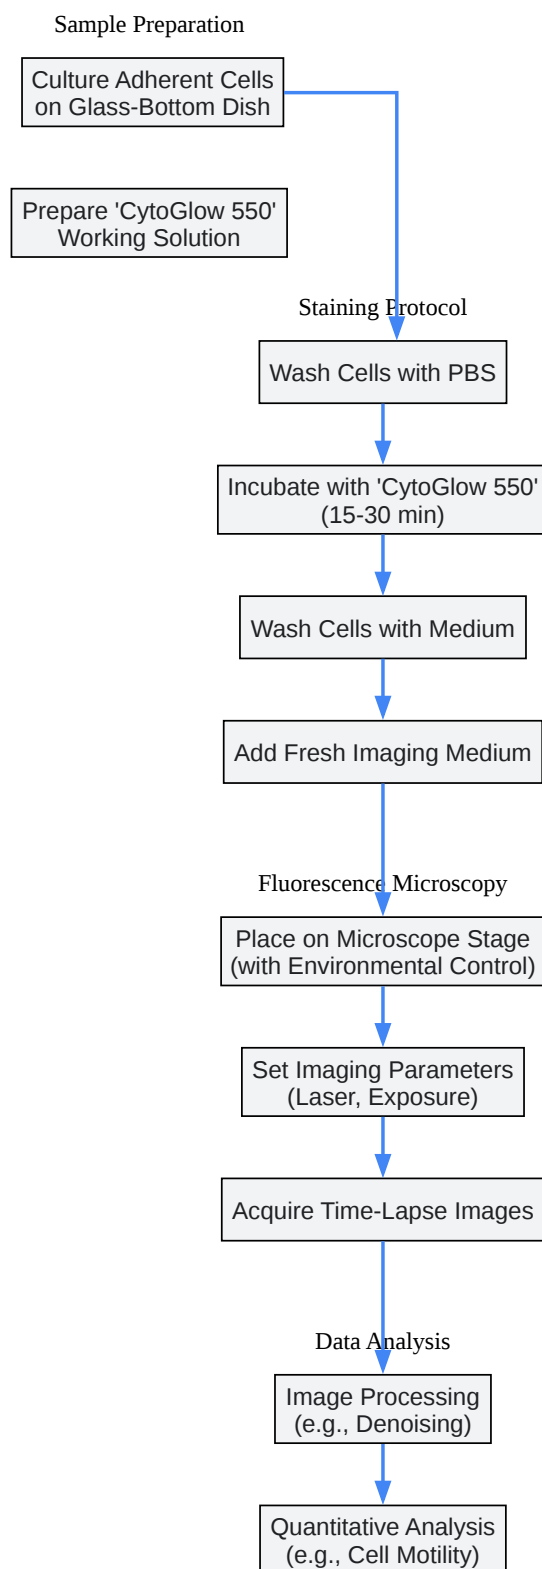 Sample Preparation
Culture Adherent Cells
on Glass-Bottom Dish
Prepare 'CytoGlow 550'
Working Solution
Staining Protocol
Wash Cells with PBS
Incubate with 'CytoGlow 550'
(15-30 min)
Wash Cells with Medium
Add Fresh Imaging Medium
Fluorescence Microscopy
Place on Microscope Stage
(with Environmental Control)
Set Imaging Parameters
(Laser, Exposure)
Acquire Time-Lapse Images
Data Analysis
Image Processing
(e.g., Denoising)
Quantitative Analysis
(e.g., Cell Motility)